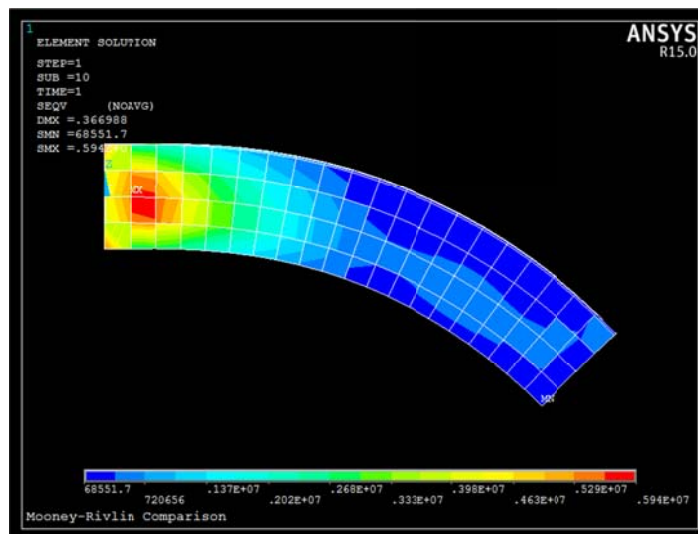 1
ELEMENT SOLUTION
ANSYS
R15.0
STEP=1
SUB =10
TIME=1
SEQV (NOAVG)
DMX =.366988
SMN =68551.7
MX
MN
68551.7 .137E+07 .268E+07 .398E+07 .529E+07
720656 .202E+07 .333E+07 .463E+07 .594E+07
Mooney-Rivlin Comparison